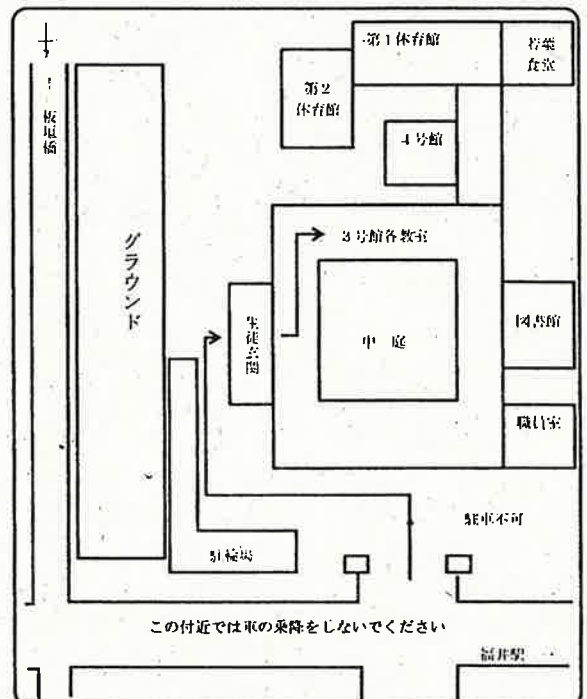 第1体育館
若葉
食堂
第2
体育館
4号館
板垣橋
グラウンド
3号館各教室
生徒玄関
中庭
図書館
職員室
駐車不可
駐輪場
この付近では車の乗降をしないでください
福井駅